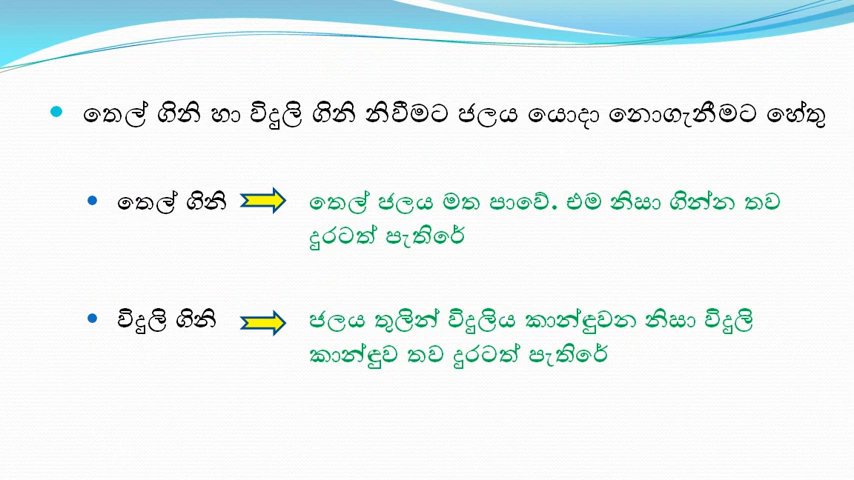 තෙල් ගිනි හා විදුලි ගිනි නිවීමට ජලය යොදා නොගැනීමට හේතු
තෙල් ගිනි
තෙල් ජලය මත පාවේ. එම නිසා ගින්න තව
දුරටත් පැතිරේ
විදුලි ගිනි
ජලය තුලින් විදුලිය කාන්දුවන නිසා විදුලි
කාන්දුව තව දුරටත් පැතිරේ